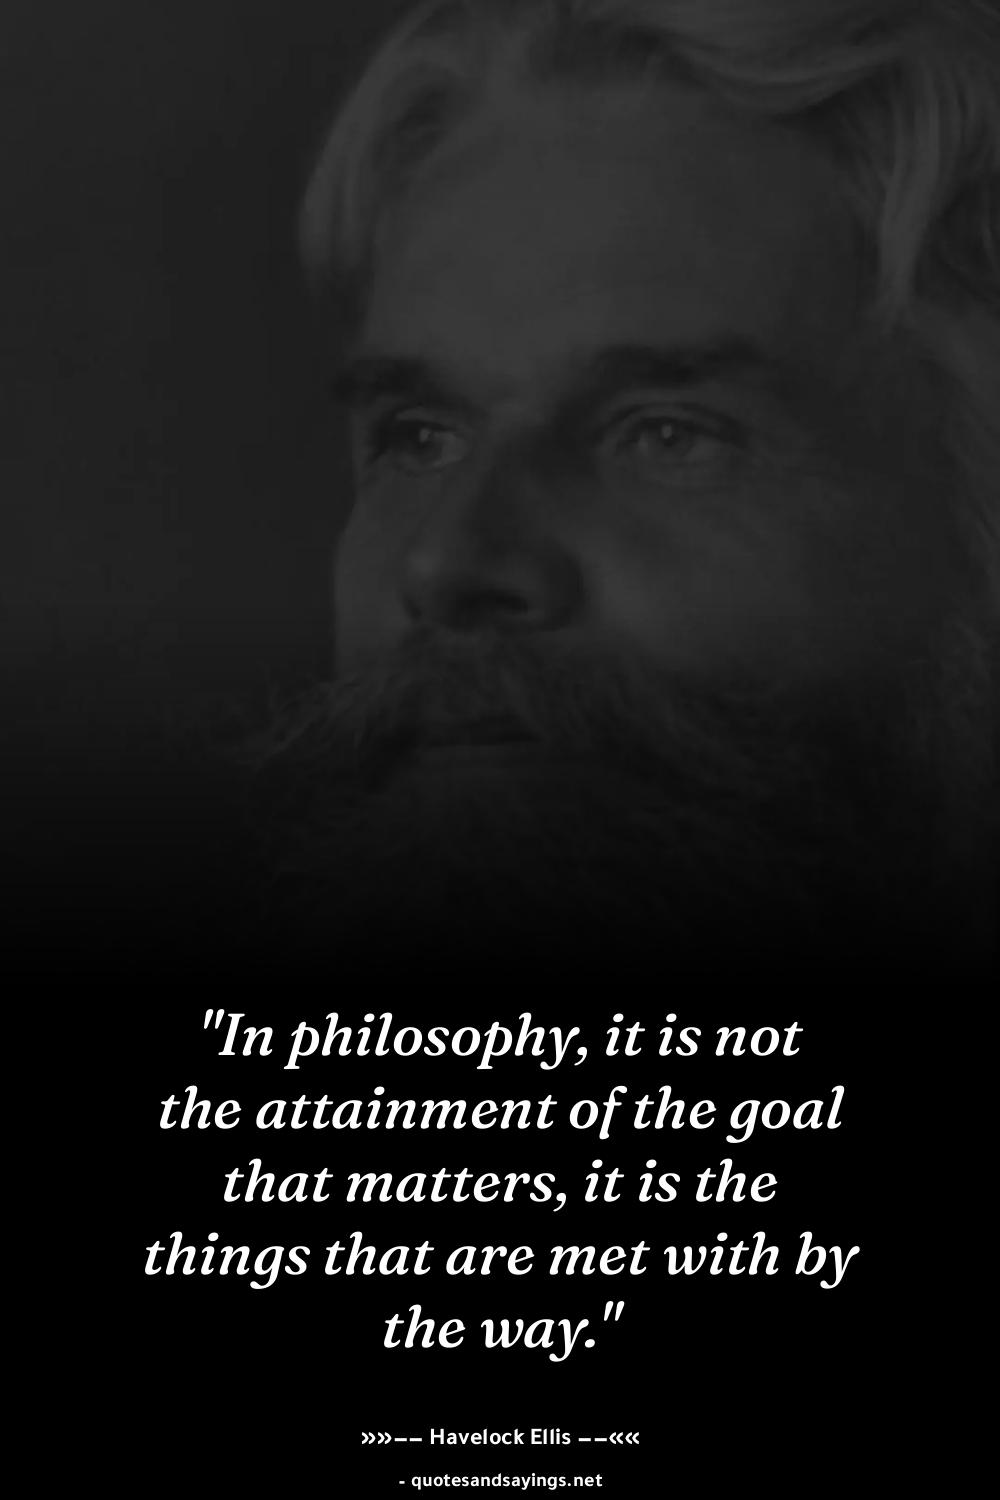 "In philosophy, it is not
the attainment of the goal
that matters, it is the
things that are met with by
the way."
»»–– Havelock Ellis ––««
- quotesandsayings.net